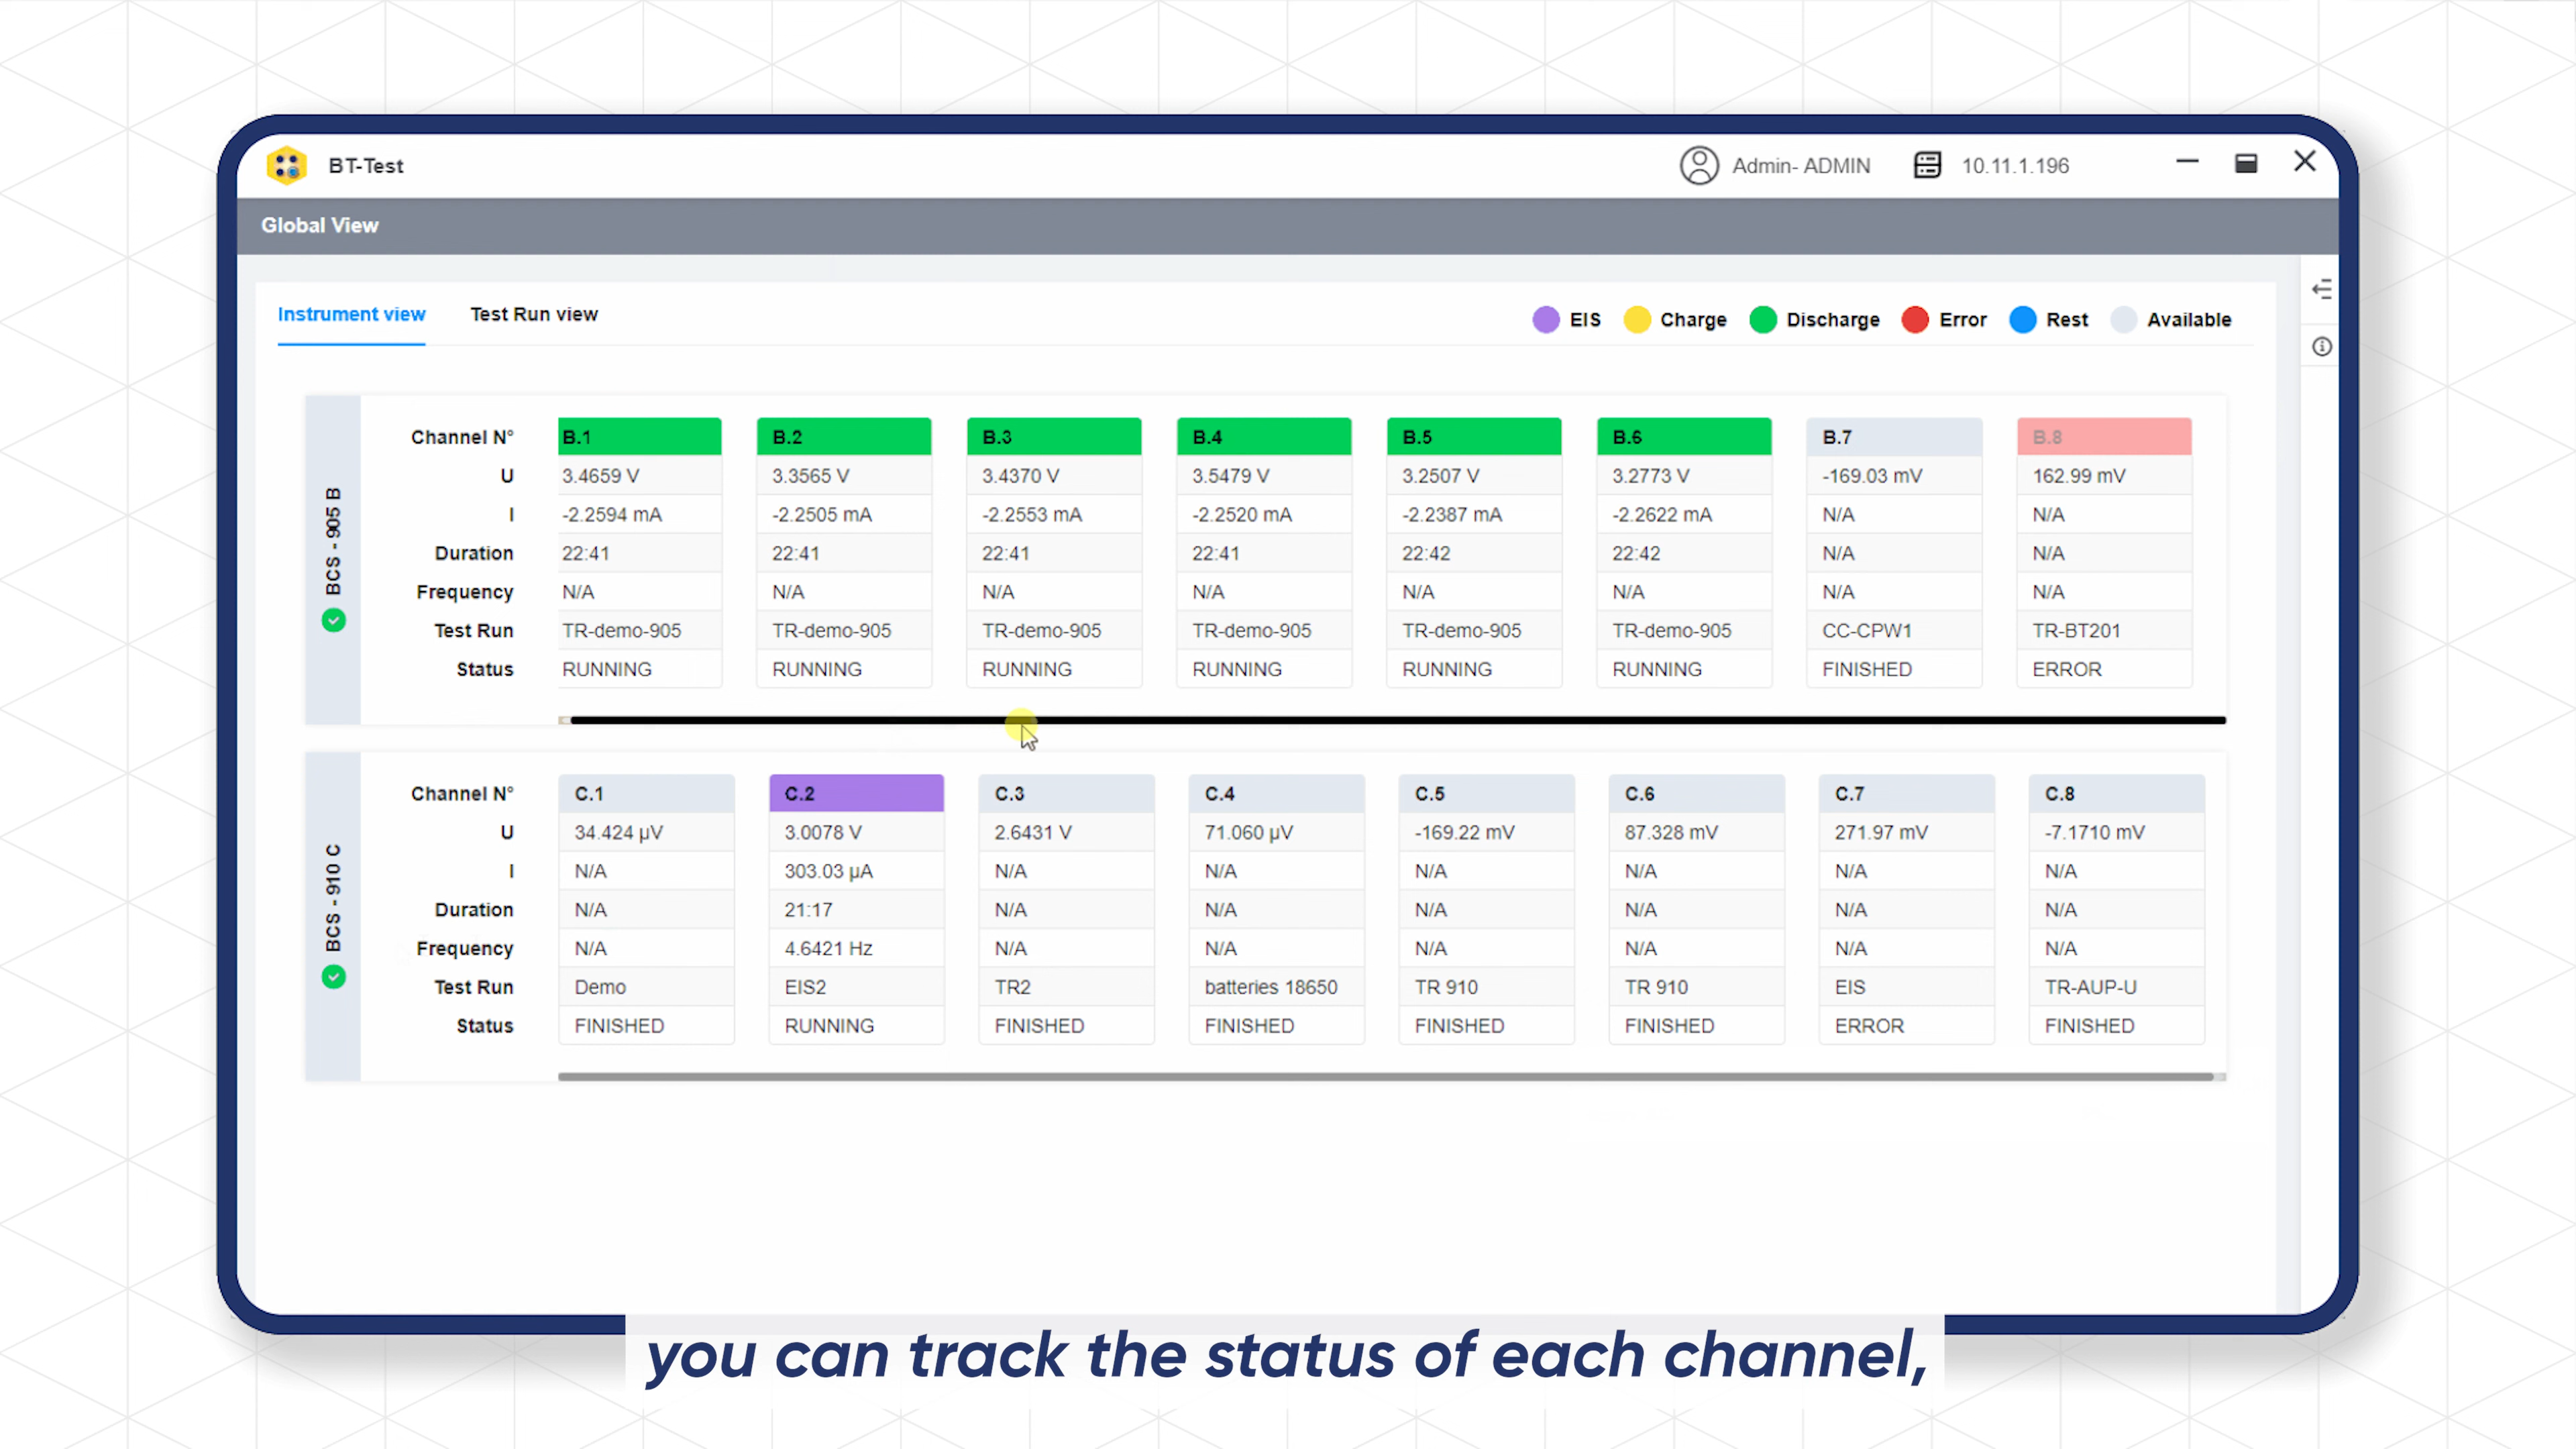 BT-Test
Admin- ADMIN
10.11.1.196
Global View
Instrument view
Test Run view
EIS
Charge
Discharge
Error
Rest
Available
BCS - 905 B
Channel N° B.1 B.2 B.3 B.4 B.5 B.6 B.7 B.8
U 3.4659 V 3.3565 V 3.4370 V 3.5479 V 3.2507 V 3.2773 V -169.03 mV 162.99 mV
I -2.2594 mA -2.2505 mA -2.2553 mA -2.2520 mA -2.2387 mA -2.2622 mA N/A N/A
Duration 22:41 22:41 22:41 22:41 22:42 22:42 N/A N/A
Frequency N/A N/A N/A N/A N/A N/A N/A N/A
Test Run TR-demo-905 TR-demo-905 TR-demo-905 TR-demo-905 TR-demo-905 TR-demo-905 CC-CPW1 TR-BT201
Status RUNNING RUNNING RUNNING RUNNING RUNNING RUNNING FINISHED ERROR
BCS - 910 C
Channel N° C.1 C.2 C.3 C.4 C.5 C.6 C.7 C.8
U 34.424 µV 3.0078 V 2.6431 V 71.060 µV -169.22 mV 87.328 mV 271.97 mV -7.1710 mV
I N/A 303.03 µA N/A N/A N/A N/A N/A N/A
Duration N/A 21:17 N/A N/A N/A N/A N/A N/A
Frequency N/A 4.6421 Hz N/A N/A N/A N/A N/A N/A
Test Run Demo EIS2 TR2 batteries 18650 TR 910 TR 910 EIS TR-AUP-U
Status FINISHED RUNNING FINISHED FINISHED FINISHED FINISHED ERROR FINISHED
you can track the status of each channel,